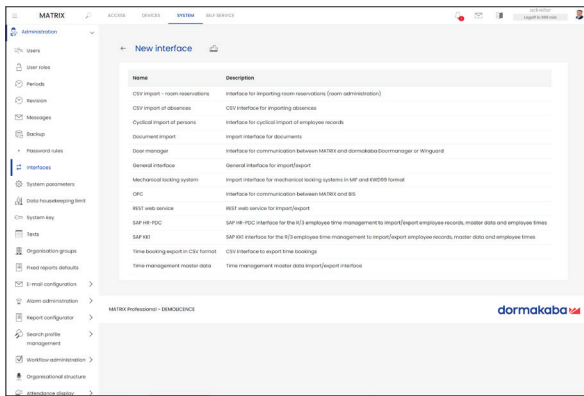 MATRIX
ACCESS DEVICES SYSTEM SELF SERVICE
Administration
Users
User roles
Periods
Revision
Messages
Backup
Password rules
Interfaces
System parameters
Data housekeeping limit
System key
Texts
Organisation groups
Fixed reports defaults
E-mail configuration
Alarm administration
Report configurator
Search profile
management
Workflow administration
Organisational structure
Attendance display
← New interface
Name Description
CSV import - room reservations Interface for importing room reservations (room administration)
CSV import of absences CSV interface for importing absences
Cyclical import of persons Interface for cyclical import of employee records
Document import Import interface for documents
Door manager Interface for communication between MATRIX and dormakaba Doormanager or Winguard
General interface General interface for import/export
Mechanical locking system Import interface for mechanical locking systems in MIF and KWD99 format
OPC Interface for communication between MATRIX and BIS
REST web service REST web service for import/export
SAP HR-PDC SAP HR-PDC interface for the R/3 employee time management to import/export employee records, master data and employee times
SAP KK1 SAP KK1 interface for the R/3 employee time management to import/export employee records, master data and employee times
Time booking export in CSV format CSV interface to export time bookings
Time management master data Time management master data import/export interface
MATRIX Professional - DEMOLICENCE
dormakaba